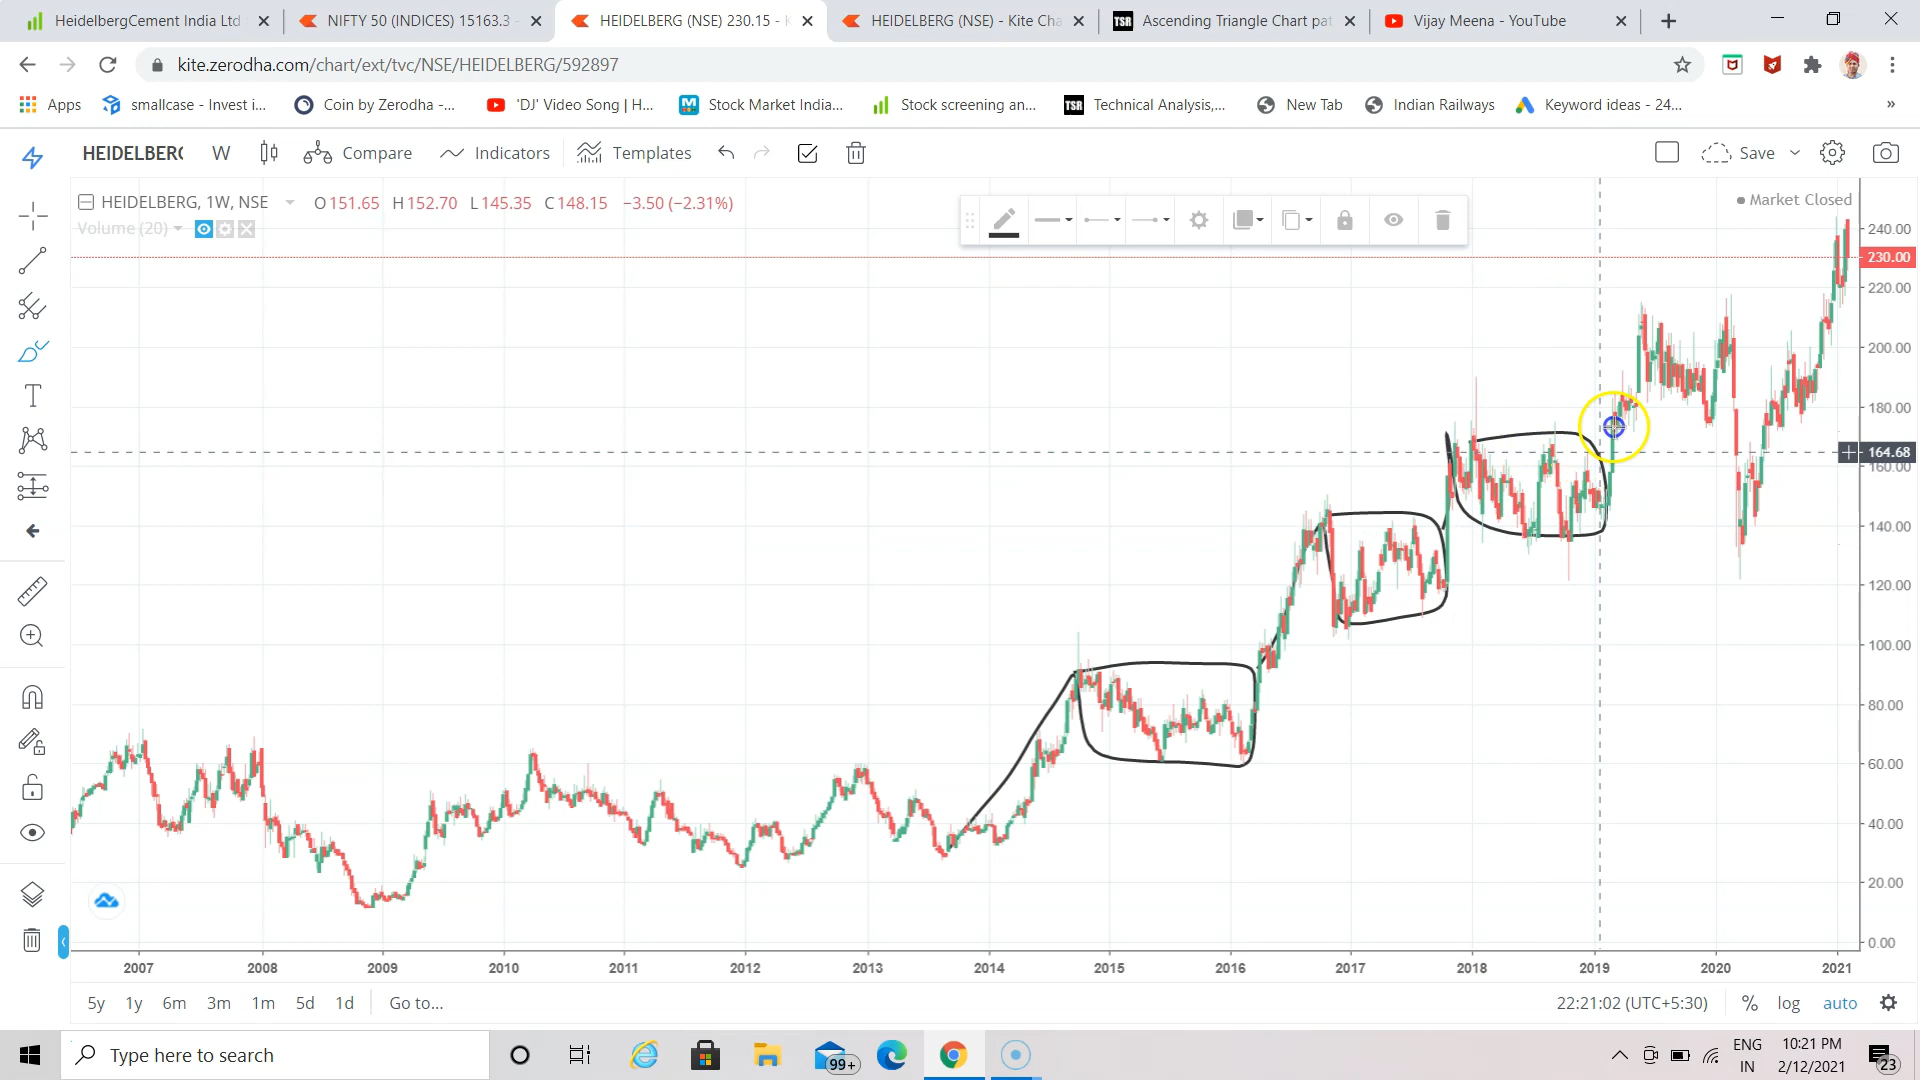 HeidelbergCement India Ltd
NIFTY 50 (INDICES) 15163.3 -
HEIDELBERG (NSE) 230.15 - K
HEIDELBERG (NSE) - Kite Cha
TSR Ascending Triangle Chart pat
Vijay Meena - YouTube
kite.zerodha.com/chart/ext/tvc/NSE/HEIDELBERG/592897
Apps
smallcase - Invest i...
Coin by Zerodha -...
'DJ' Video Song | H...
M Stock Market India...
Stock screening an...
TSR Technical Analysis,...
New Tab
Indian Railways
Keyword ideas - 24...
»
HEIDELBERG W Compare Indicators Templates Save
HEIDELBERG, 1W, NSE O151.65 H152.70 L145.35 C148.15 −3.50 (−2.31%)
Market Closed
Volume (20)
240.00
230.00
220.00
200.00
180.00
164.68
160.00
140.00
120.00
100.00
80.00
60.00
40.00
20.00
0.00
2007 2008 2009 2010 2011 2012 2013 2014 2015 2016 2017 2018 2019 2020 2021
5y 1y 6m 3m 1m 5d 1d Go to... 22:21:02 (UTC+5:30) % log auto
Type here to search
99+
ENG
IN
10:21 PM
2/12/2021
23